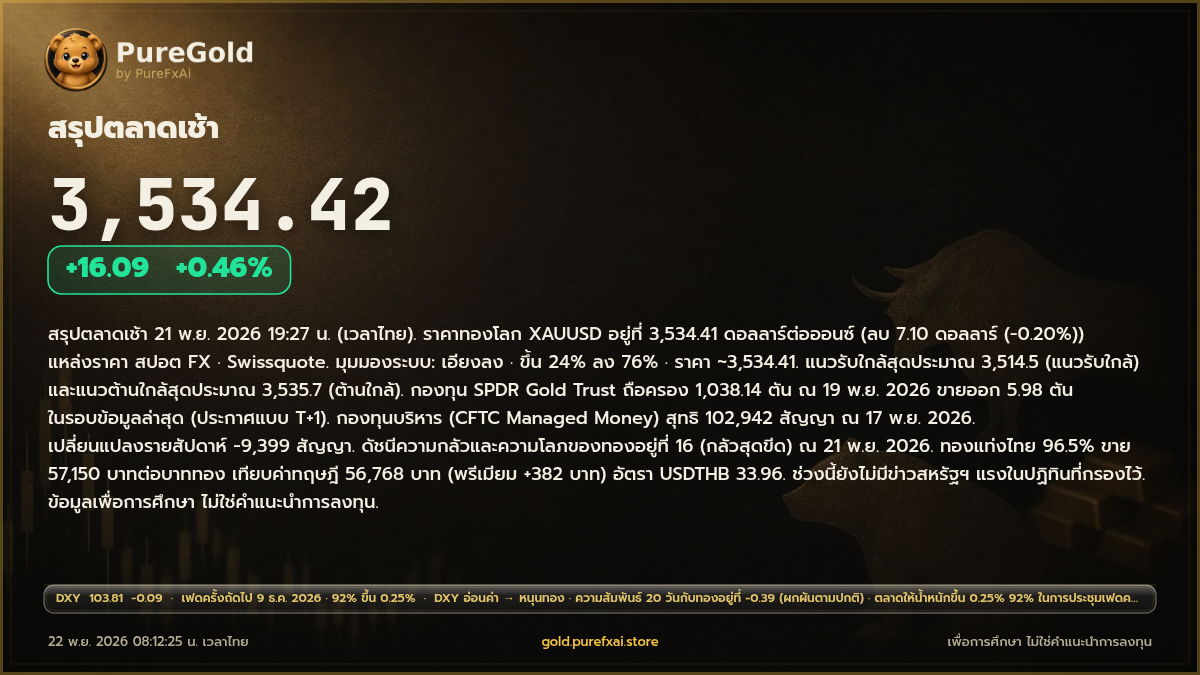 PureGold
by PureFxAi
สรุปตลาดเช้า
3,534.42
+16.09 +0.46%
สรุปตลาดเช้า 21 พ.ย. 2026 19:27 น. (เวลาไทย). ราคาทองโลก XAUUSD อยู่ที่ 3,534.41 ดอลลาร์ต่อออนซ์ (ลบ 7.10 ดอลลาร์ (-0.20%))
แหล่งราคา สปอต FX · Swissquote. มุมมองระบบ: เอียงลง · ขึ้น 24% ลง 76% · ราคา ~3,534.41. แนวรับใกล้สุดประมาณ 3,514.5 (แนวรับใกล้)
และแนวต้านใกล้สุดประมาณ 3,535.7 (ต้านใกล้). กองทุน SPDR Gold Trust ถือครอง 1,038.14 ตัน ณ 19 พ.ย. 2026 ขายออก 5.98 ตัน
ในรอบข้อมูลล่าสุด (ประกาศแบบ T+1). กองทุนบริหาร (CFTC Managed Money) สุทธิ 102,942 สัญญา ณ 17 พ.ย. 2026.
เปลี่ยนแปลงรายสัปดาห์ -9,399 สัญญา. ดัชนีความกลัวและความโลภของทองอยู่ที่ 16 (กลัวสุดขีด) ณ 21 พ.ย. 2026. ทองแท่งไทย 96.5% ขาย
57,150 บาทต่อบาททอง เทียบค่าทฤษฎี 56,768 บาท (พรีเมียม +382 บาท) อัตรา USDTHB 33.96. ช่วงนี้ยังไม่มีข่าวสหรัฐฯ แรงในปฏิทินที่กรองไว้.
ข้อมูลเพื่อการศึกษา ไม่ใช่คำแนะนำการลงทุน.
DXY 103.81 -0.09 · เฟดครั้งถัดไป 9 ธ.ค. 2026 · 92% ขึ้น 0.25% · DXY อ่อนค่า → หนุนทอง · ความสัมพันธ์ 20 วันกับทองอยู่ที่ -0.39 (ผกผันตามปกติ) · ตลาดให้น้ำหนักขึ้น 0.25% 92% ในการประชุมเฟดค…
22 พ.ย. 2026 08:12:25 น. เวลาไทย
gold.purefxai.store
เพื่อการศึกษา ไม่ใช่คำแนะนำการลงทุน